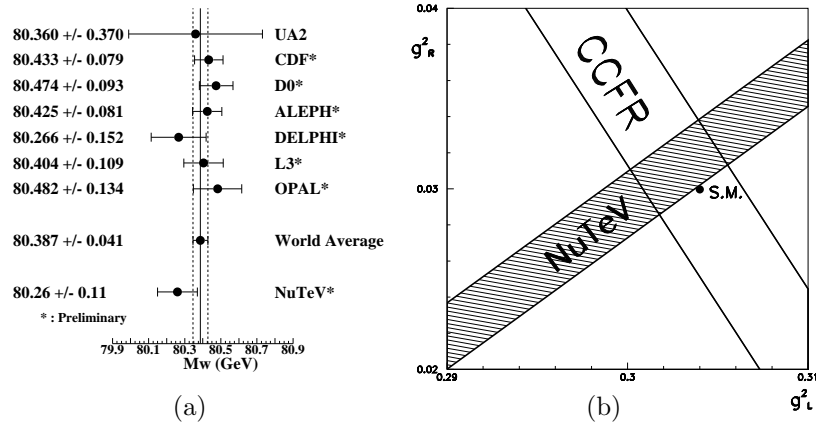 80.360 +/- 0.370 UA2
80.433 +/- 0.079 CDF*
80.474 +/- 0.093 D0*
80.425 +/- 0.081 ALEPH*
80.266 +/- 0.152 DELPHI*
80.404 +/- 0.109 L3*
80.482 +/- 0.134 OPAL*
80.387 +/- 0.041 World Average
80.26 +/- 0.11 NuTeV*
* : Preliminary
79.9 80.1 80.3 80.5 80.7 80.9
Mw (GeV)
(a)
0.04
g²R
CCFR
0.03
S.M.
NuTeV
0.02
0.29 0.3 0.31
g²L
(b)